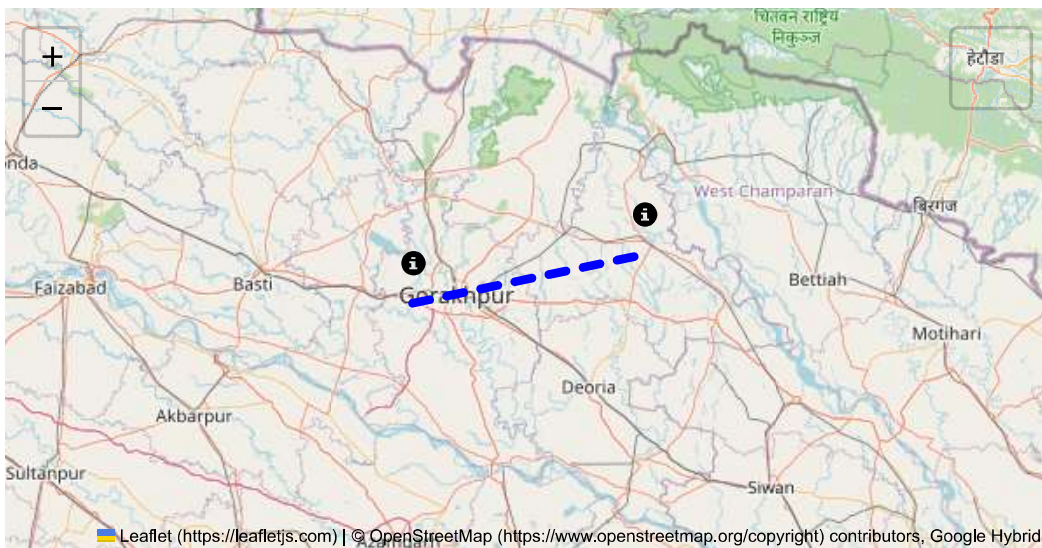 चितवन राष्ट्रिय
निकुञ्ज
+
हेटौडा
−
onda
West Champaran
बिरगंज
Bettiah
Faizabad
Basti
Gorakhpur
Motihari
Deoria
Akbarpur
Sultanpur
Siwan
Azamgarh
Leaflet (https://leafletjs.com) | © OpenStreetMap (https://www.openstreetmap.org/copyright) contributors, Google Hybrid